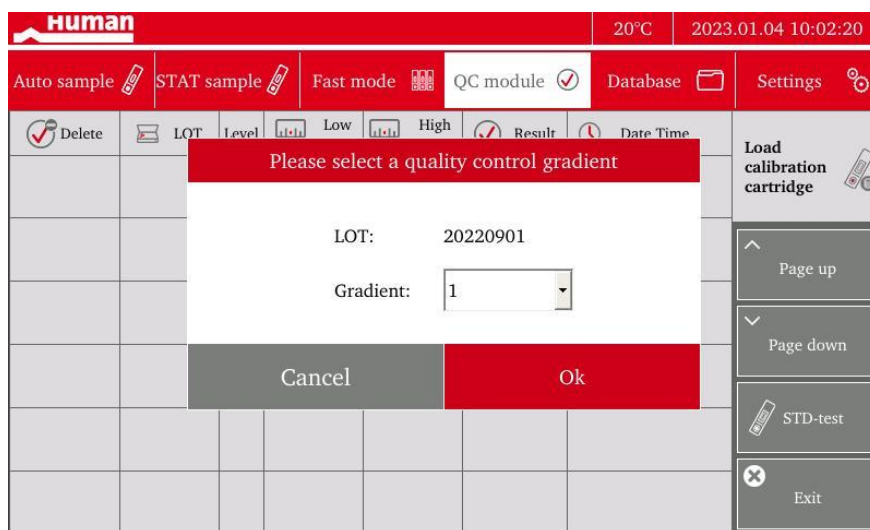 Human
20°C 2023.01.04 10:02:20
Auto sample STAT sample Fast mode QC module Database Settings
Delete LOT Level Low High Result Date Time
Please select a quality control gradient
LOT: 20220901
Gradient: 1
Cancel Ok
Load
calibration
cartridge
Page up
Page down
STD-test
Exit